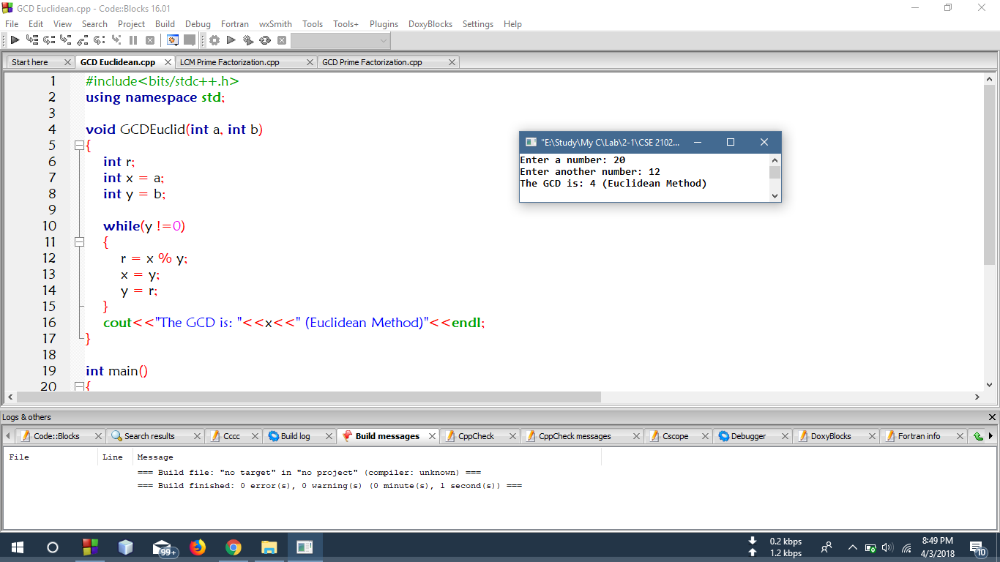 GCD Euclidean.cpp - Code::Blocks 16.01
File Edit View Search Project Build Debug Fortran wxSmith Tools Tools+ Plugins DoxyBlocks Settings Help
Start here GCD Euclidean.cpp LCM Prime Factorization.cpp GCD Prime Factorization.cpp
1 #include<bits/stdc++.h>
2 using namespace std;
3
4 void GCDEuclid(int a, int b)
5 {
6 int r;
7 int x = a;
8 int y = b;
9
10 while(y !=0)
11 {
12 r = x % y;
13 x = y;
14 y = r;
15 }
16 cout<<"The GCD is: "<<x<<" (Euclidean Method)"<<endl;
17 }
18
19 int main()
20 {
"E:\Study\My C\Lab\2-1\CSE 2102...
Enter a number: 20
Enter another number: 12
The GCD is: 4 (Euclidean Method)
Logs & others
Code::Blocks Search results Cccc Build log Build messages CppCheck CppCheck messages Cscope Debugger DoxyBlocks Fortran info
File Line Message
=== Build file: "no target" in "no project" (compiler: unknown) ===
=== Build finished: 0 error(s), 0 warning(s) (0 minute(s), 1 second(s)) ===
99+
0.2 kbps
1.2 kbps
8:49 PM
4/3/2018
10